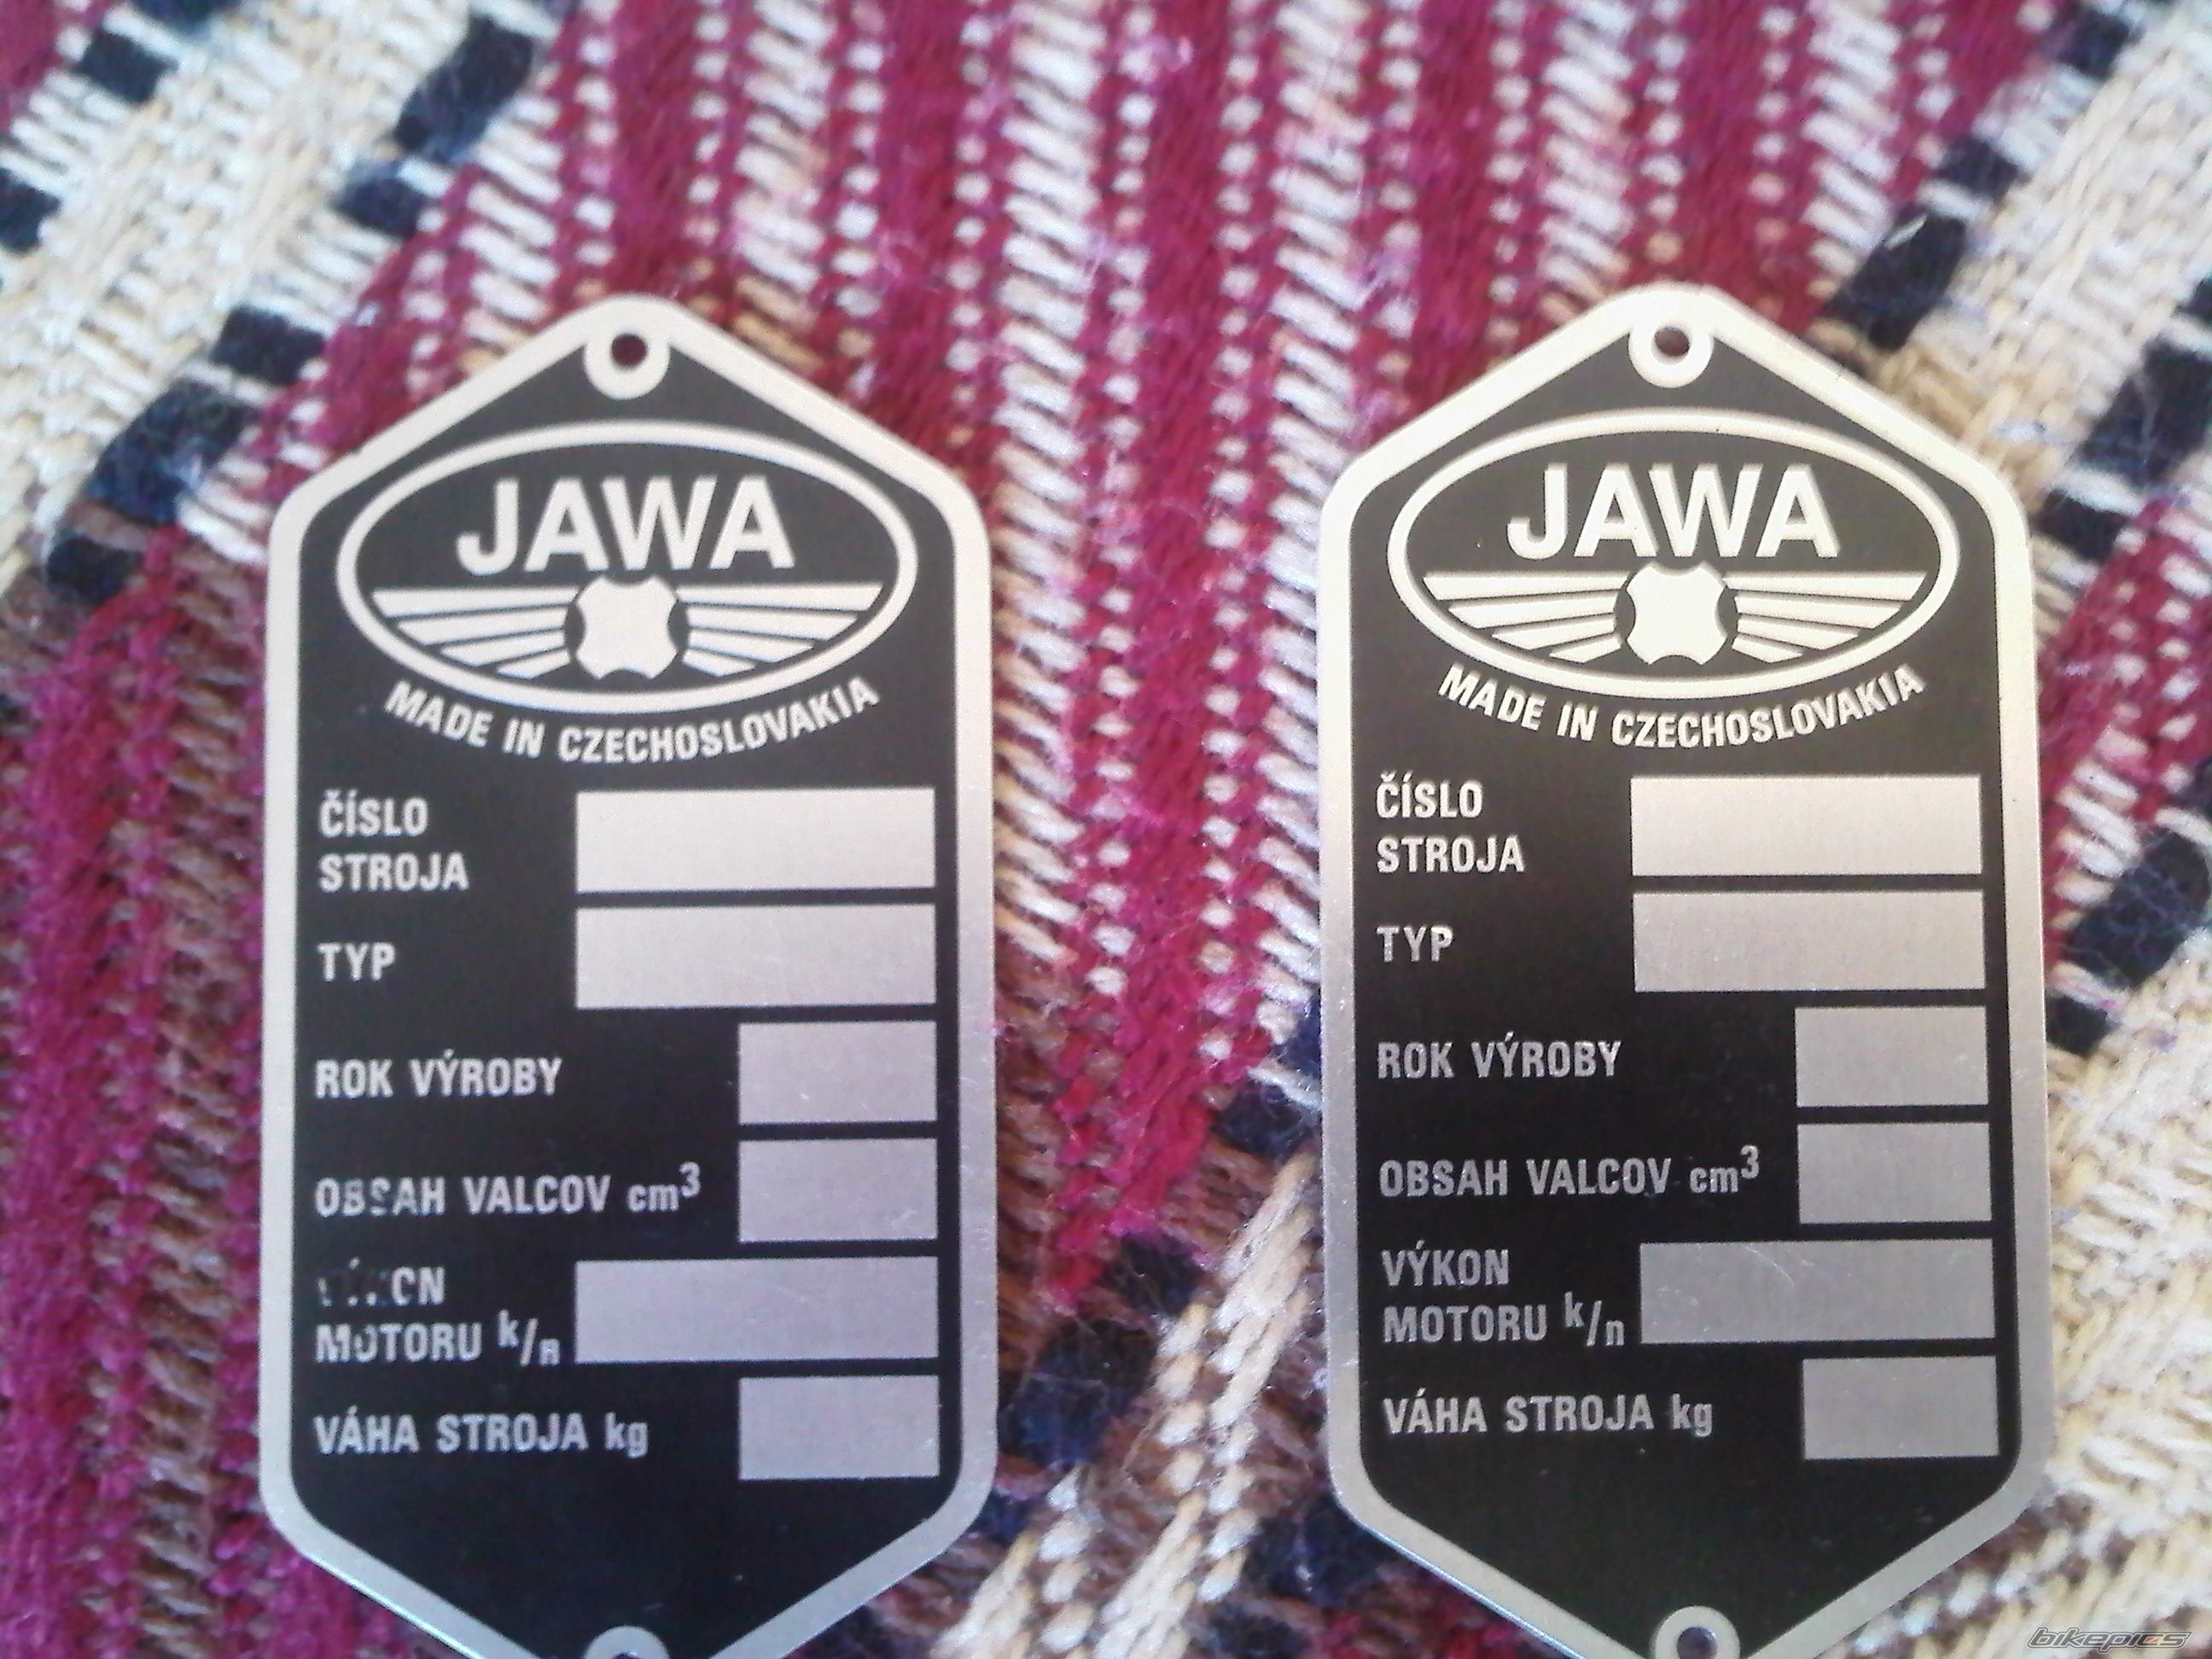 JAWA
MADE IN CZECHOSLOVAKIA
ČÍSLO
STROJA
TYP
ROK VÝROBY
OBSAH VALCOV cm³
MOTORU k/n
VÁHA STROJA kg
JAWA
MADE IN CZECHOSLOVAKIA
ČÍSLO
STROJA
TYP
ROK VÝROBY
OBSAH VALCOV cm³
VÝKON
MOTORU k/n
VÁHA STROJA kg
bikepics